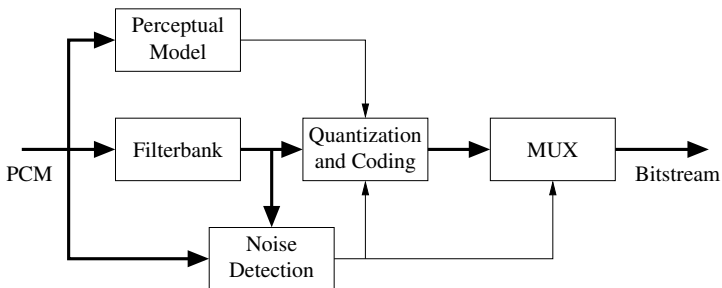 Perceptual
Model
PCM
Filterbank
Quantization
and Coding
MUX
Bitstream
Noise
Detection